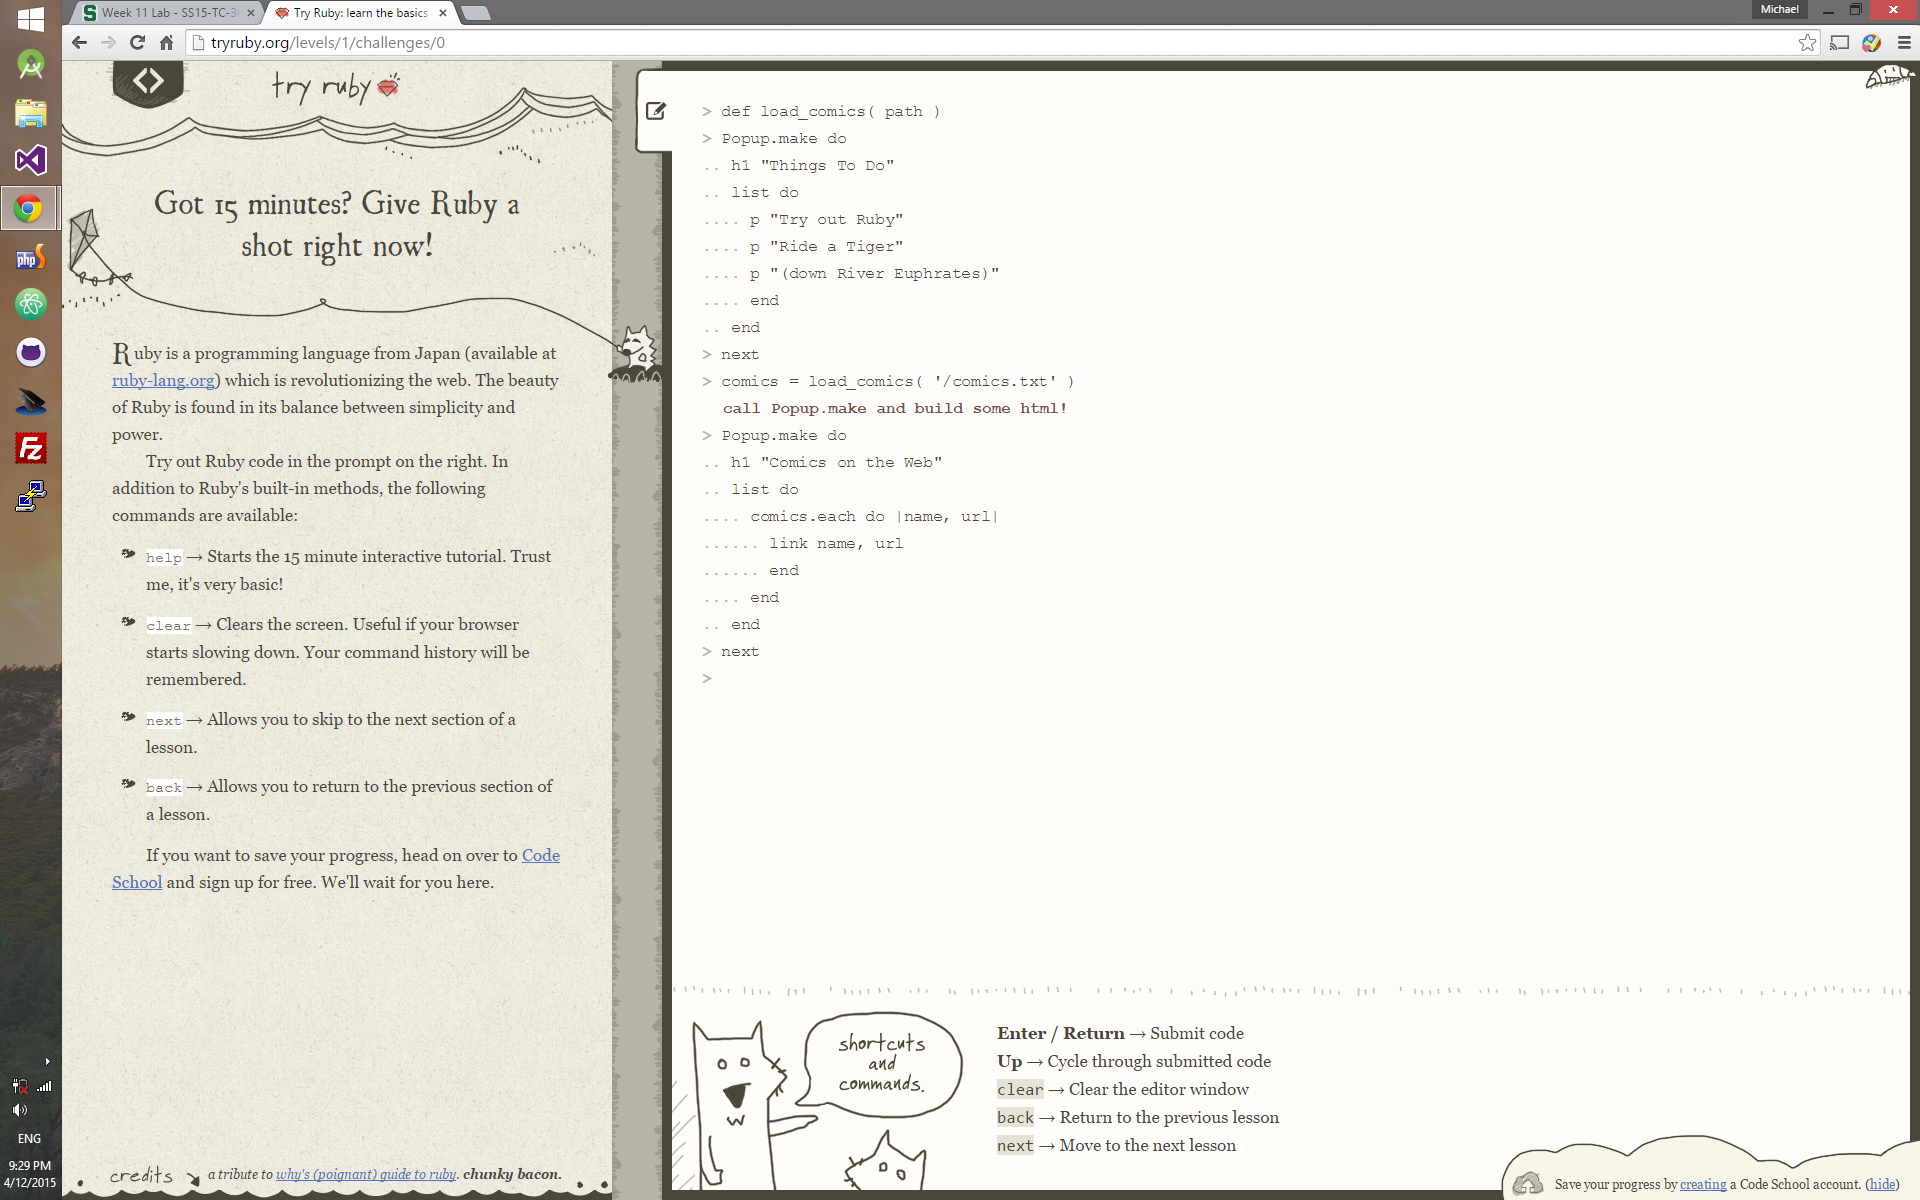 Week 11 Lab - SS15-TC-3
Try Ruby: learn the basics
Michael
tryruby.org/levels/1/challenges/0
try ruby
Got 15 minutes? Give Ruby a
shot right now!
Ruby is a programming language from Japan (available at
ruby-lang.org) which is revolutionizing the web. The beauty
of Ruby is found in its balance between simplicity and
power.
Try out Ruby code in the prompt on the right. In
addition to Ruby's built-in methods, the following
commands are available:
help → Starts the 15 minute interactive tutorial. Trust
me, it's very basic!
clear → Clears the screen. Useful if your browser
starts slowing down. Your command history will be
remembered.
next → Allows you to skip to the next section of a
lesson.
back → Allows you to return to the previous section of
a lesson.
If you want to save your progress, head on over to Code
School and sign up for free. We'll wait for you here.
credits
a tribute to why's (poignant) guide to ruby. chunky bacon.
> def load_comics( path )
> Popup.make do
.. h1 "Things To Do"
.. list do
.... p "Try out Ruby"
.... p "Ride a Tiger"
.... p "(down River Euphrates)"
.... end
.. end
> next
> comics = load_comics( '/comics.txt' )
call Popup.make and build some html!
> Popup.make do
.. h1 "Comics on the Web"
.. list do
.... comics.each do |name, url|
...... link name, url
...... end
.... end
.. end
> next
>
shortcuts
and
commands.
Enter / Return → Submit code
Up → Cycle through submitted code
clear → Clear the editor window
back → Return to the previous lesson
next → Move to the next lesson
Save your progress by creating a Code School account. (hide)
php
Fz
ENG
9:29 PM
4/12/2015